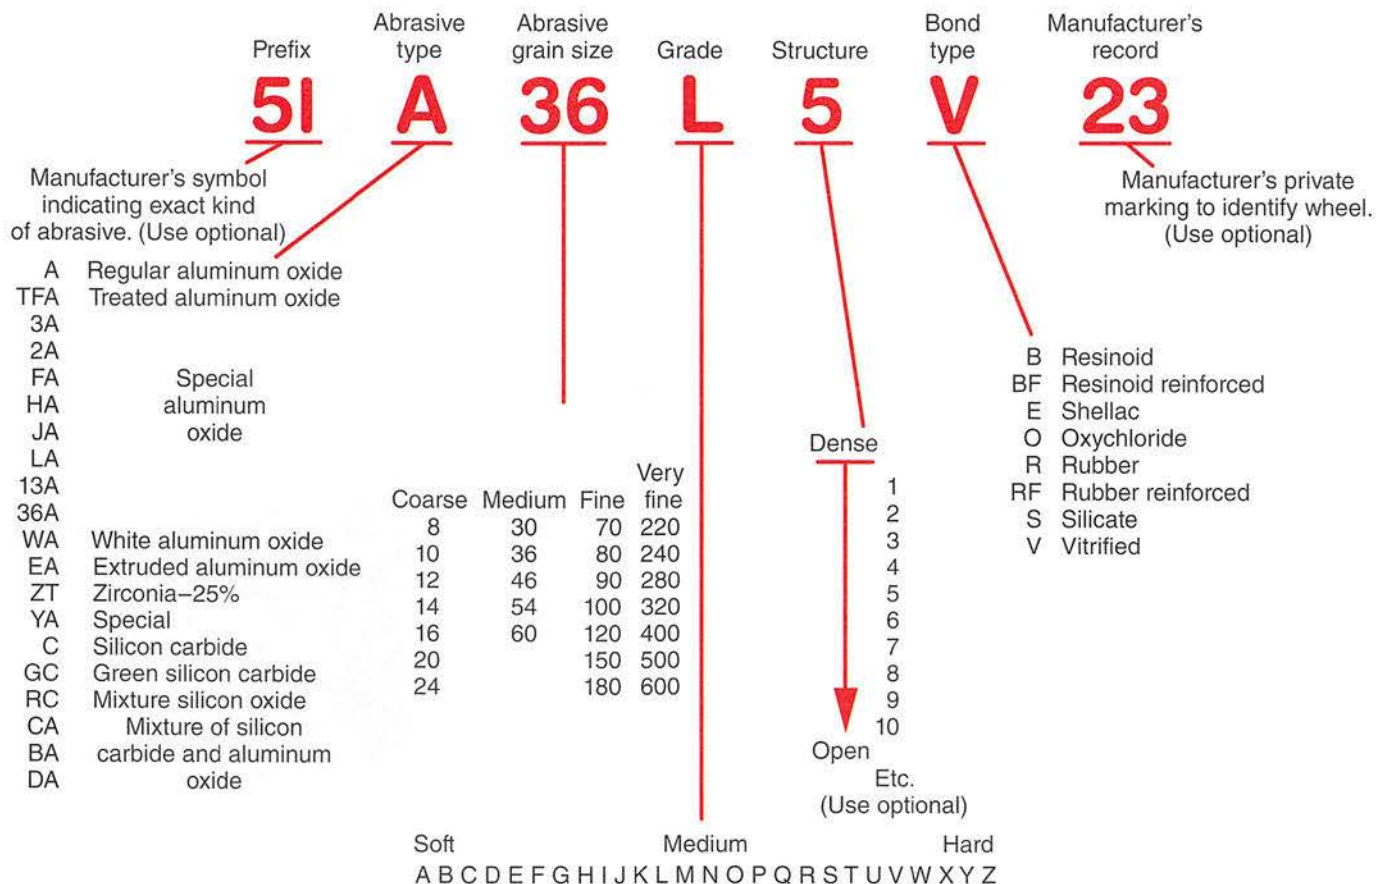 Prefix
Abrasive type
Abrasive grain size
Grade
Structure
Bond type
Manufacturer's record
51 A 36 L 5 V 23
Manufacturer's symbol
indicating exact kind
of abrasive. (Use optional)
Manufacturer's private
marking to identify wheel.
(Use optional)
A Regular aluminum oxide
TFA Treated aluminum oxide
3A
2A
FA Special
HA aluminum
JA oxide
LA
13A
36A
WA White aluminum oxide
EA Extruded aluminum oxide
ZT Zirconia–25%
YA Special
C Silicon carbide
GC Green silicon carbide
RC Mixture silicon oxide
CA Mixture of silicon
BA carbide and aluminum
DA oxide
Coarse Medium Fine Very fine
8 30 70 220
10 36 80 240
12 46 90 280
14 54 100 320
16 60 120 400
20 150 500
24 180 600
Dense
1
2
3
4
5
6
7
8
9
10
Open
Etc.
(Use optional)
B Resinoid
BF Resinoid reinforced
E Shellac
O Oxychloride
R Rubber
RF Rubber reinforced
S Silicate
V Vitrified
Soft Medium Hard
A B C D E F G H I J K L M N O P Q R S T U V W X Y Z